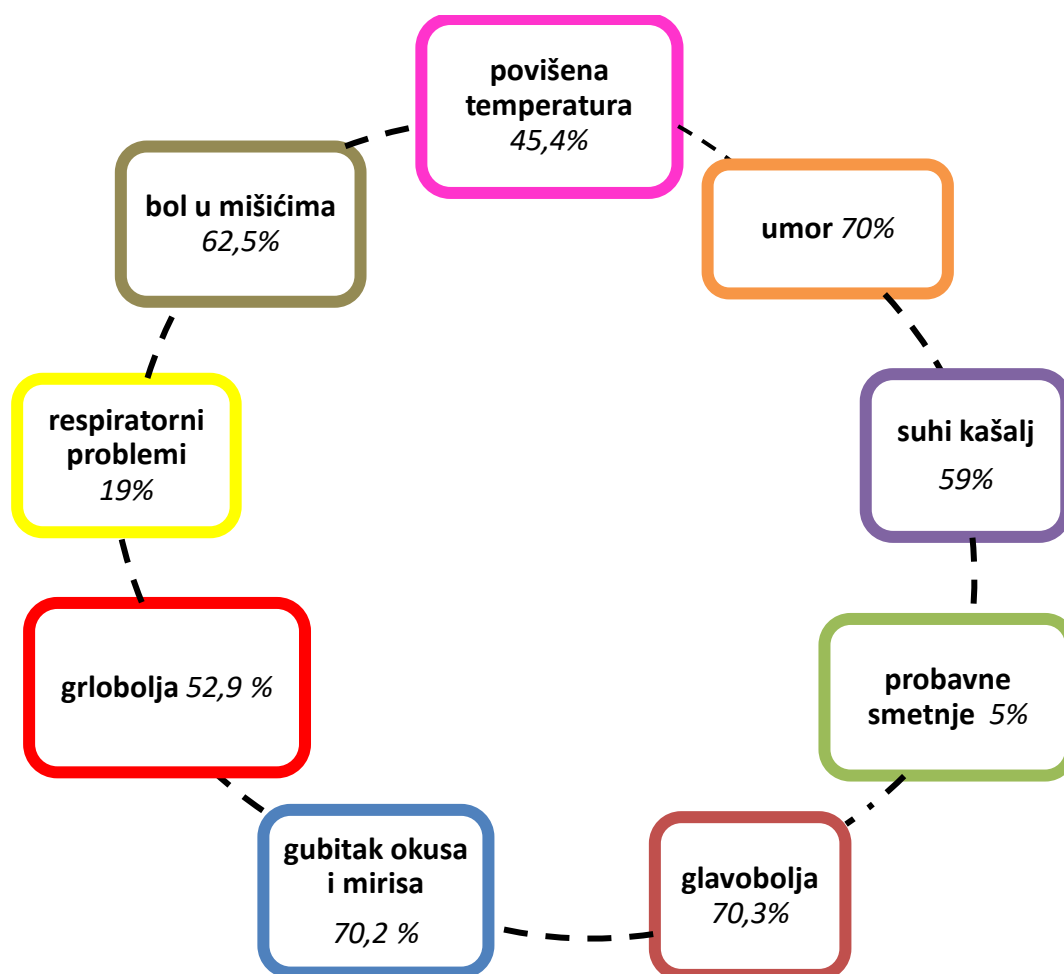 povišena
temperatura
45,4%
umor 70%
suhi kašalj
59%
probavne
smetnje 5%
glavobolja
70,3%
gubitak okusa
i mirisa
70,2 %
grlobolja 52,9 %
respiratorni
problemi
19%
bol u mišićima
62,5%